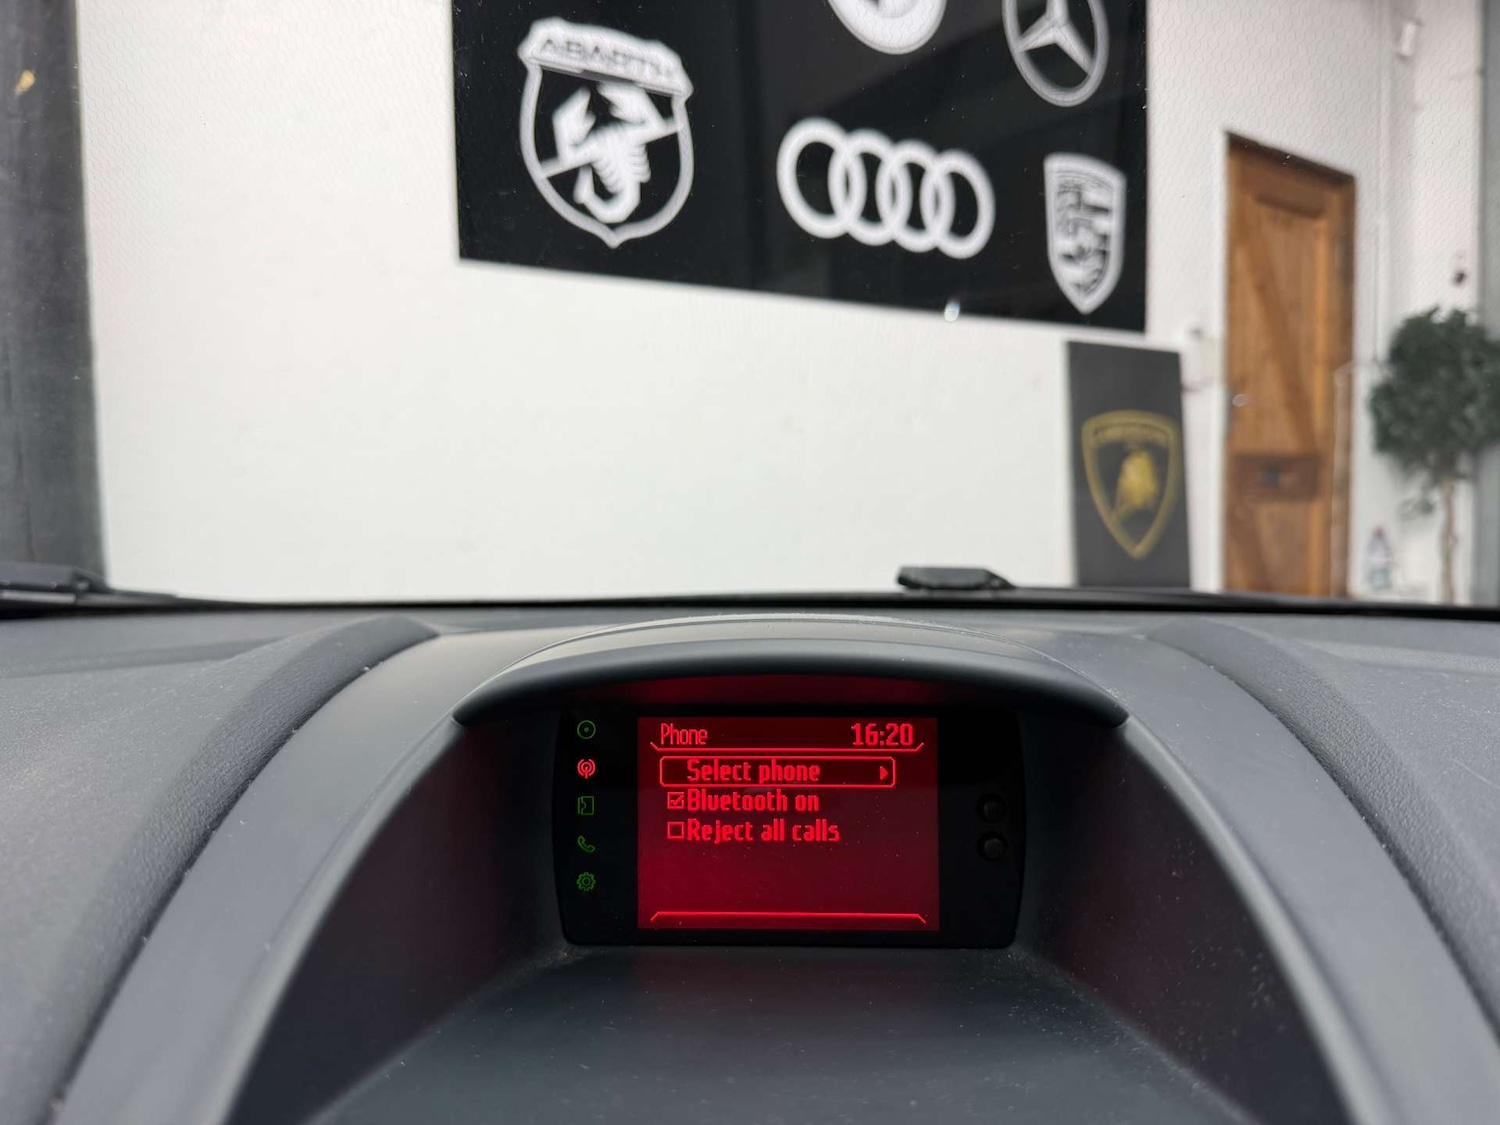 ABARTH
Phone 16:20
Select phone
Bluetooth on
Reject all calls